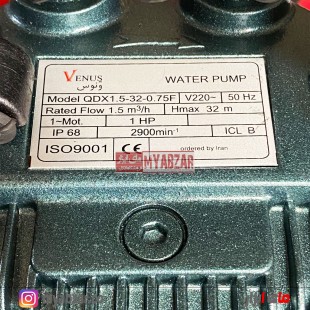 VENUS
ونوس
WATER PUMP
Model QDX1.5-32-0.75F V220~ 50 Hz
Rated Flow 1.5 m³/h Hmax 32 m
1~Mot. 1 HP
IP 68 2900min⁻¹ ICL B
ISO9001 ordered by Iran
MYABZAR